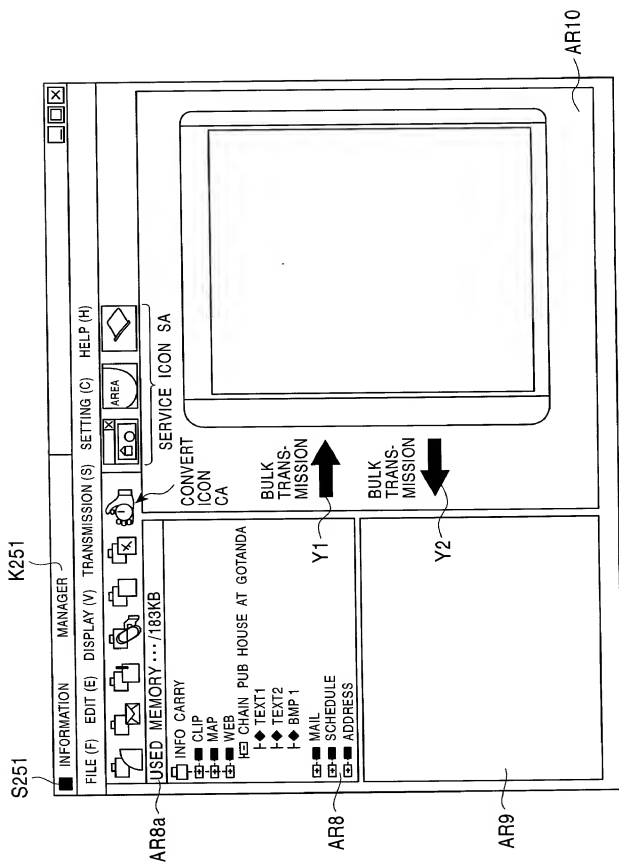 S251
K251
INFORMATION MANAGER
FILE (F) EDIT (E) DISPLAY (V) TRANSMISSION (S) SETTING (C) HELP (H)
AREA
SERVICE ICON SA
CONVERT
ICON
CA
AR8a
USED MEMORY ··· /183KB
INFO CARRY
CLIP
MAP
WEB
CHAIN PUB HOUSE AT GOTANDA
TEXT1
TEXT2
BMP 1
MAIL
SCHEDULE
ADDRESS
AR8
BULK
TRANS-
MISSION
Y1
BULK
TRANS-
MISSION
Y2
AR9
AR10